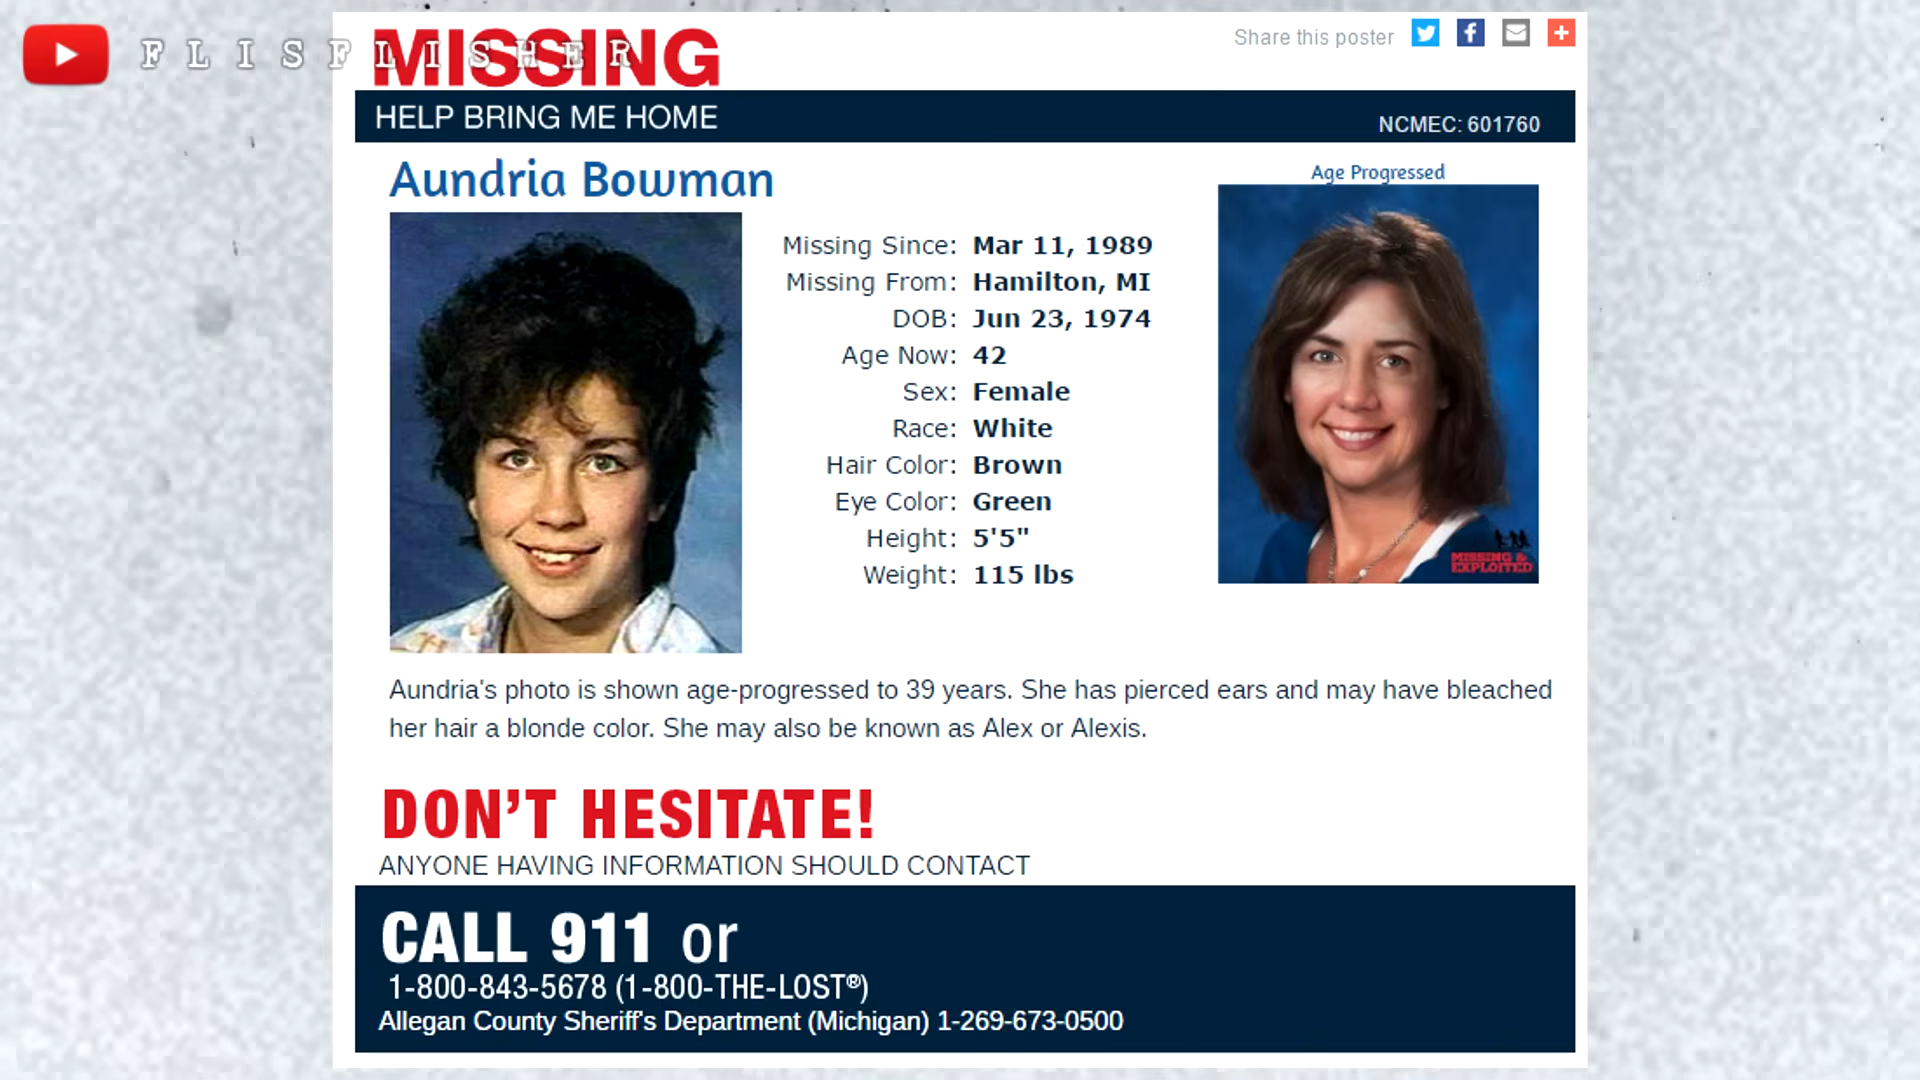 FLISFLISHER
MISSING
Share this poster
HELP BRING ME HOME
NCMEC: 601760
Aundria Bowman
Age Progressed
Missing Since: Mar 11, 1989
Missing From: Hamilton, MI
DOB: Jun 23, 1974
Age Now: 42
Sex: Female
Race: White
Hair Color: Brown
Eye Color: Green
Height: 5'5"
Weight: 115 lbs
MISSING &
EXPLOITED
Aundria's photo is shown age-progressed to 39 years. She has pierced ears and may have bleached
her hair a blonde color. She may also be known as Alex or Alexis.
DON'T HESITATE!
ANYONE HAVING INFORMATION SHOULD CONTACT
CALL 911 or
1-800-843-5678 (1-800-THE-LOST®)
Allegan County Sheriff's Department (Michigan) 1-269-673-0500